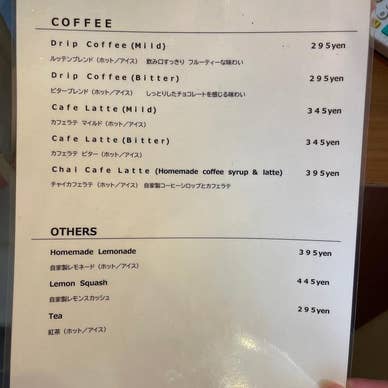 COFFEE
Drip Coffee (Mild) 295yen
ルッテンブレンド（ホット／アイス） 飲み口すっきり フルーティーな味わい
Drip Coffee (Bitter) 295yen
ビターブレンド（ホット／アイス） しっとりしたチョコレートを感じる味わい
Cafe Latte (Mild) 345yen
カフェラテ マイルド（ホット／アイス）
Cafe Latte (Bitter) 345yen
カフェラテ ビター（ホット／アイス）
Chai Cafe Latte (Homemade coffee syrup & latte) 395yen
チャイカフェラテ（ホット／アイス） 自家製コーヒーシロップとカフェラテ
OTHERS
Homemade Lemonade 395yen
自家製レモネード（ホット／アイス）
Lemon Squash 445yen
自家製レモンスカッシュ
Tea 295yen
紅茶（ホット／アイス）